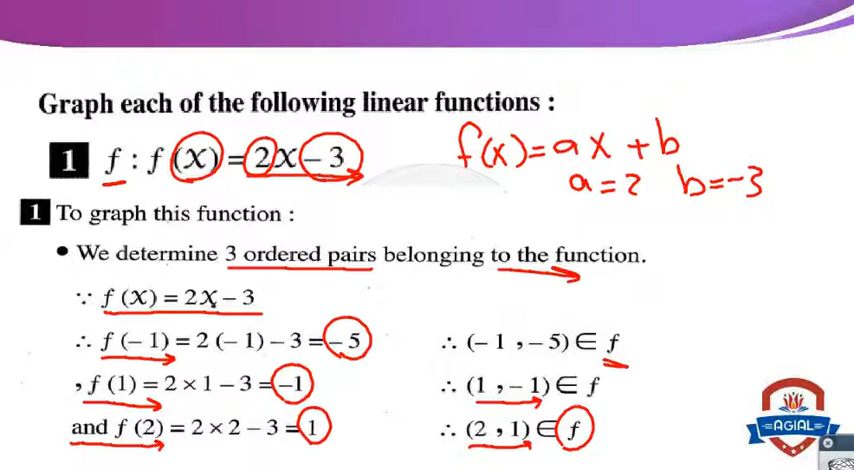 Graph each of the following linear functions :
1 f : f (x) = 2x – 3
f(x) = a x + b
a = 2 b = -3
1 To graph this function :
• We determine 3 ordered pairs belonging to the function.
∵ f (x) = 2x – 3
∴ f (– 1) = 2 (– 1) – 3 = – 5 ∴ (– 1 , – 5) ∈ f
, f (1) = 2 × 1 – 3 = – 1 ∴ (1 , – 1) ∈ f
and f (2) = 2 × 2 – 3 = 1 ∴ (2 , 1) ∈ f
AGIAL